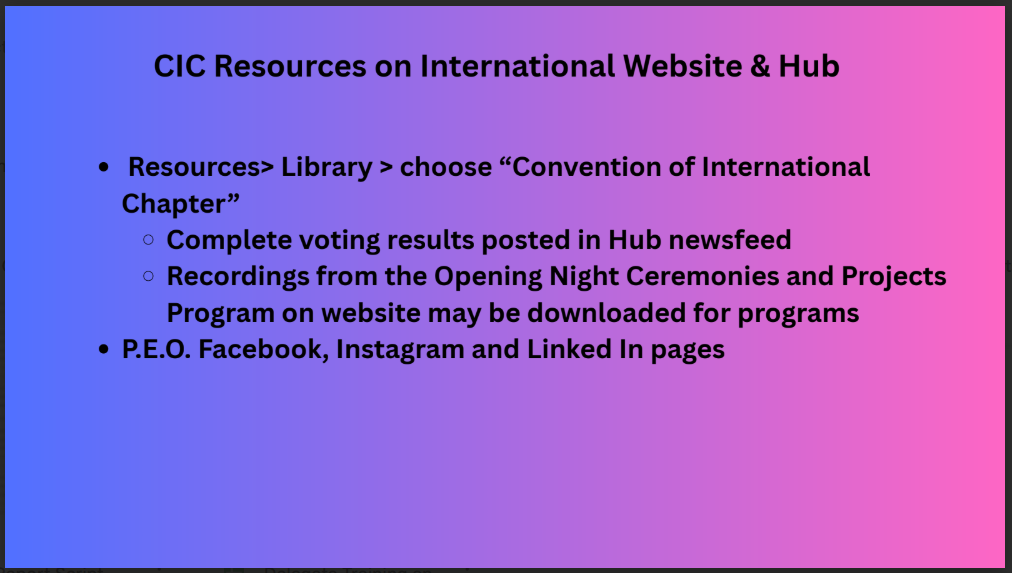 CIC Resources on International Website & Hub
• Resources> Library > choose “Convention of International
Chapter”
○ Complete voting results posted in Hub newsfeed
○ Recordings from the Opening Night Ceremonies and Projects
Program on website may be downloaded for programs
• P.E.O. Facebook, Instagram and Linked In pages